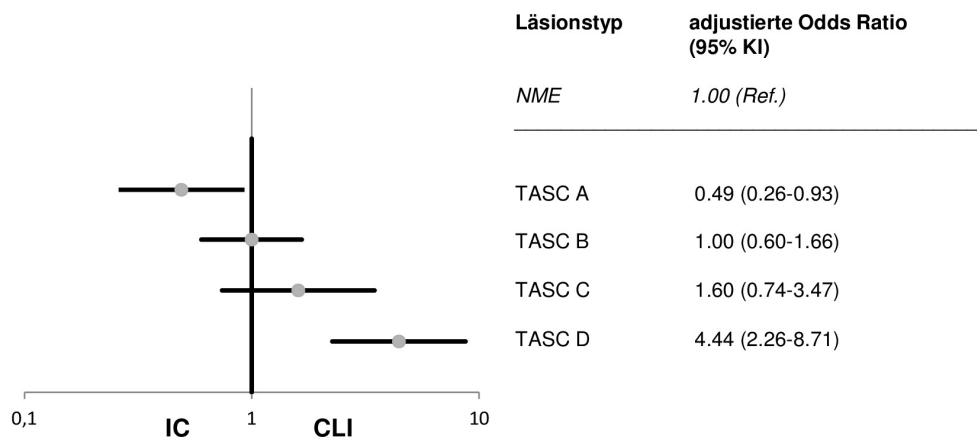 Läsionstyp adjustierte Odds Ratio
(95% KI)
NME 1.00 (Ref.)
TASC A 0.49 (0.26-0.93)
TASC B 1.00 (0.60-1.66)
TASC C 1.60 (0.74-3.47)
TASC D 4.44 (2.26-8.71)
0,1 1 10
IC CLI